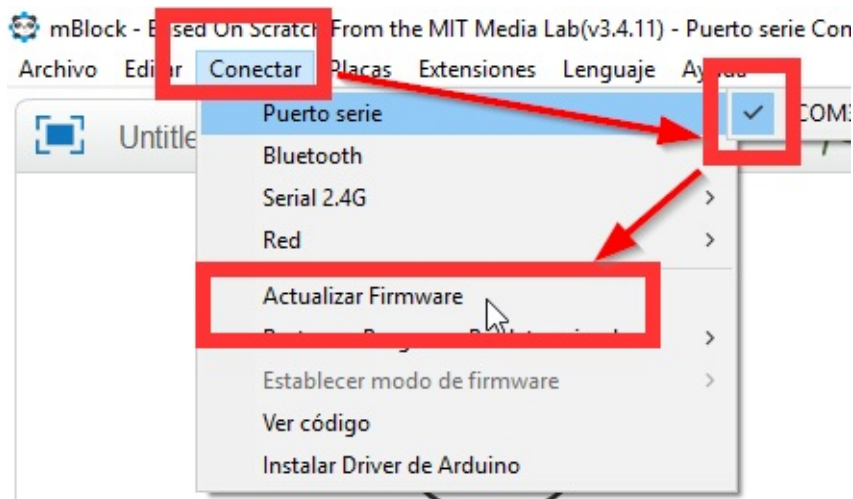 mBlock - Based On Scratch From the MIT Media Lab(v3.4.11) - Puerto serie Con
Archivo Editar Conectar Placas Extensiones Lenguaje Ayuda
Puerto serie
COM3
Untitle
Bluetooth
Serial 2.4G
Red
Actualizar Firmware
Establecer modo de firmware
Ver código
Instalar Driver de Arduino